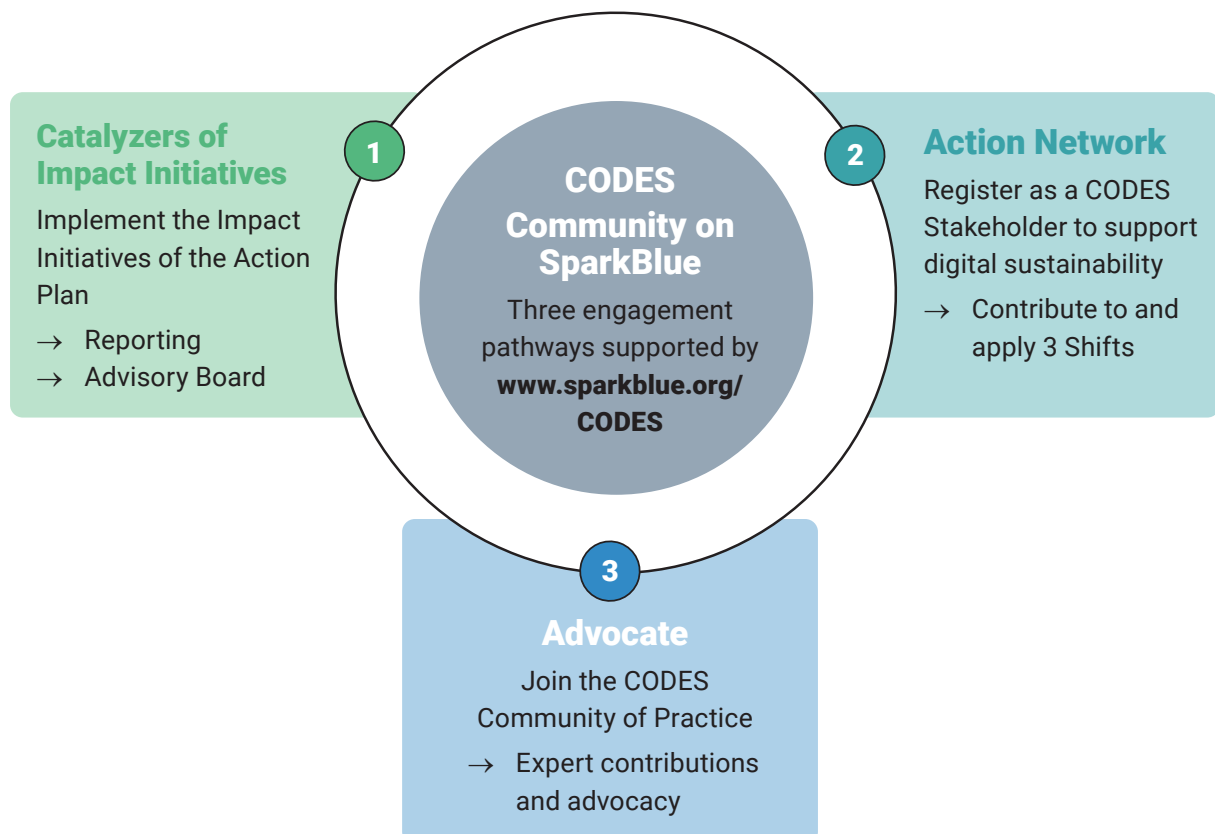 CODES
Community on
SparkBlue
Three engagement
pathways supported by
www.sparkblue.org/
CODES
1
Catalyzers of
Impact Initiatives
Implement the Impact
Initiatives of the Action
Plan
→ Reporting
→ Advisory Board
2
Action Network
Register as a CODES
Stakeholder to support
digital sustainability
→ Contribute to and
apply 3 Shifts
3
Advocate
Join the CODES
Community of Practice
→ Expert contributions
and advocacy